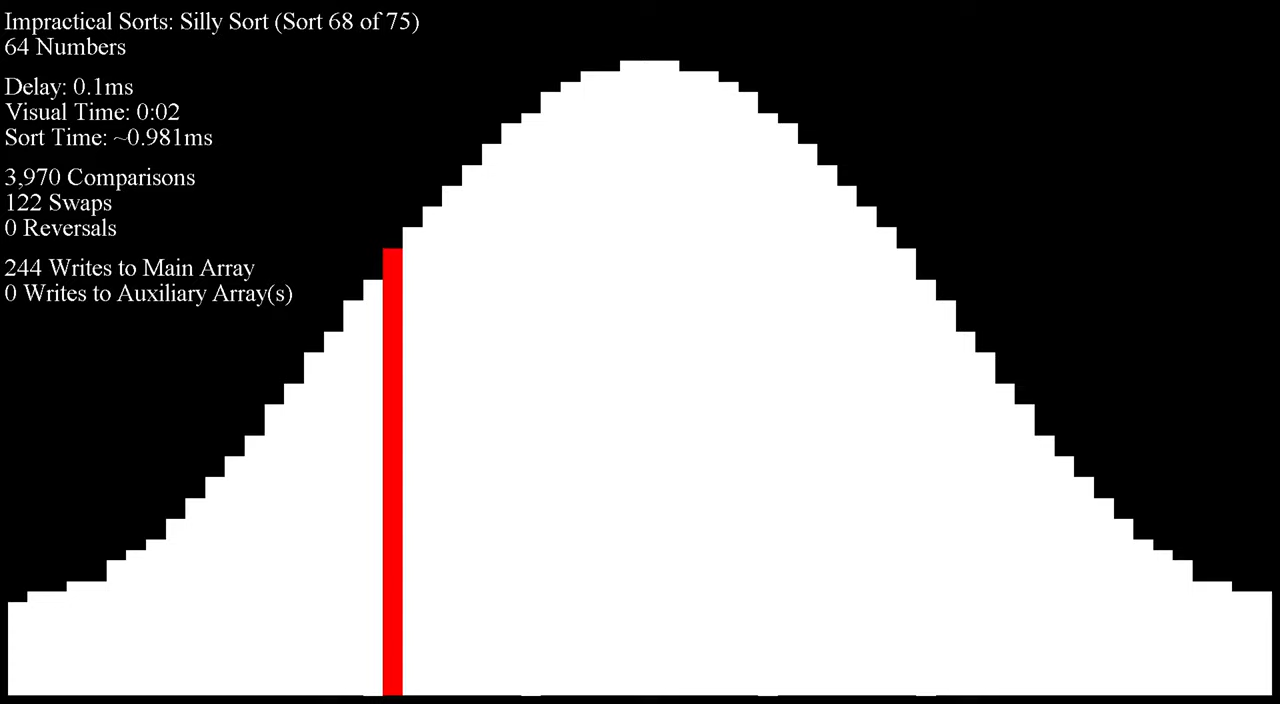 Impractical Sorts: Silly Sort (Sort 68 of 75)
64 Numbers
Delay: 0.1ms
Visual Time: 0:02
Sort Time: ~0.981ms
3,970 Comparisons
122 Swaps
0 Reversals
244 Writes to Main Array
0 Writes to Auxiliary Array(s)